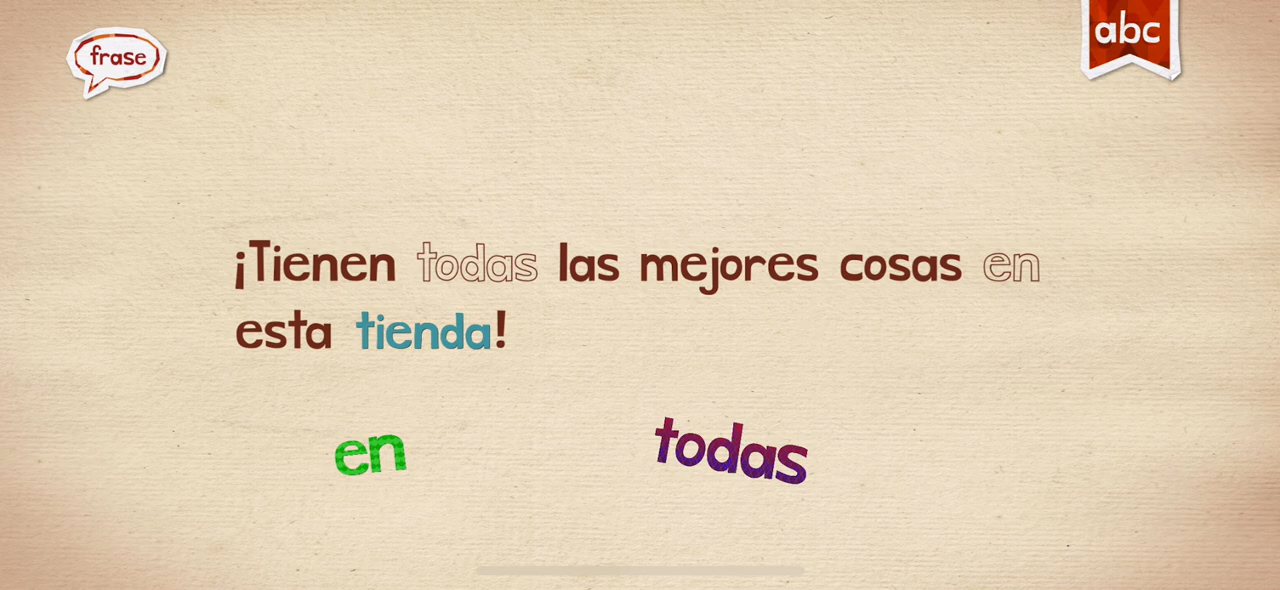 frase
abc
¡Tienen todas las mejores cosas en
esta tienda!
en
todas